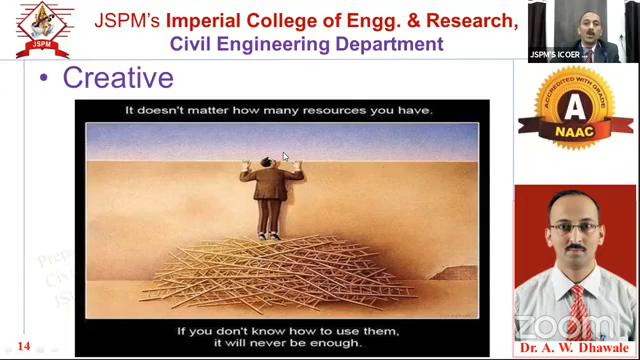 JSPM's Imperial College of Engg. & Research,
Civil Engineering Department
JSPM
JSPM'S ICOER ...
• Creative
It doesn't matter how many resources you have.
If you don't know how to use them,
it will never be enough.
ACCREDITED WITH GRADE
A
NAAC
zoom
14
Dr. A. W. Dhawale